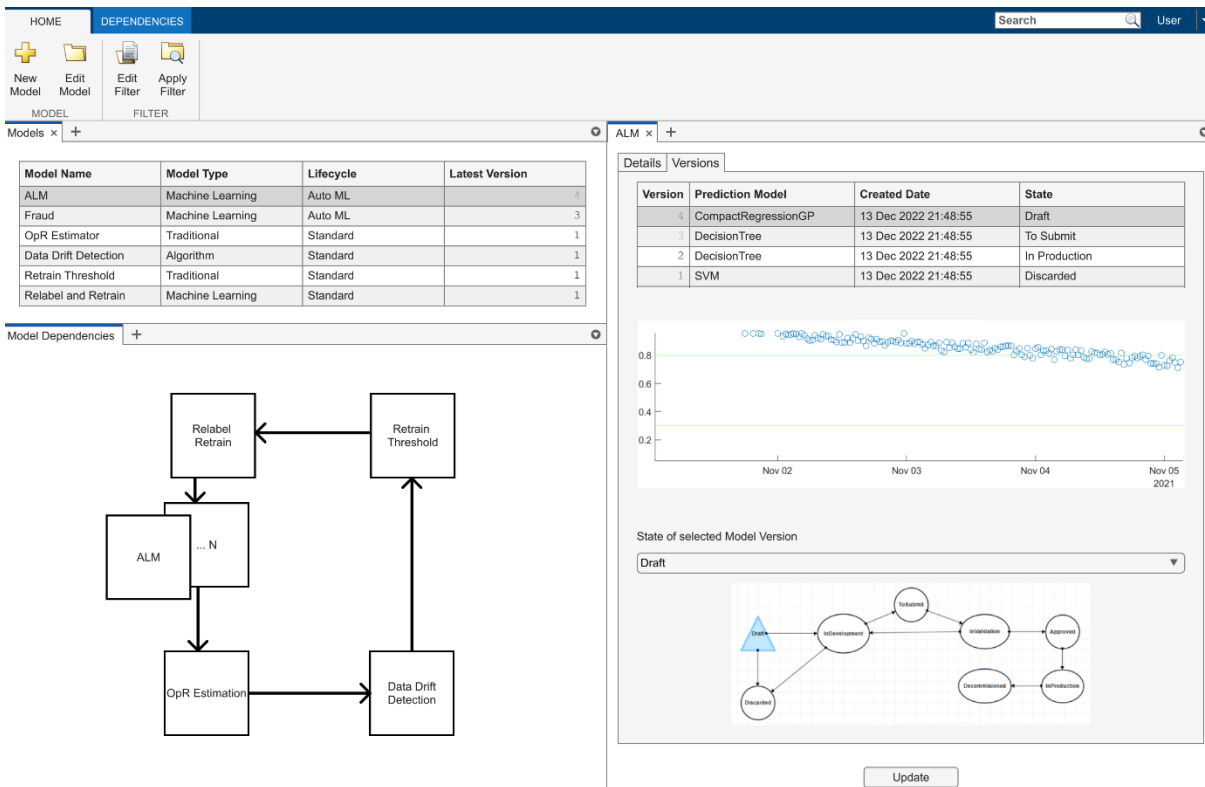 HOME DEPENDENCIES Search User
New Model
Edit Model
Edit Filter
Apply Filter
MODEL FILTER
Models × +
Model Name Model Type Lifecycle Latest Version
ALM Machine Learning Auto ML 4
Fraud Machine Learning Auto ML 3
OpR Estimator Traditional Standard 1
Data Drift Detection Algorithm Standard 1
Retrain Threshold Traditional Standard 1
Relabel and Retrain Machine Learning Standard 1
Model Dependencies +
Relabel
Retrain
Retrain
Threshold
ALM
... N
OpR Estimation
Data Drift
Detection
ALM × +
Details Versions
Version Prediction Model Created Date State
4 CompactRegressionGP 13 Dec 2022 21:48:55 Draft
3 DecisionTree 13 Dec 2022 21:48:55 To Submit
2 DecisionTree 13 Dec 2022 21:48:55 In Production
1 SVM 13 Dec 2022 21:48:55 Discarded
0.8
0.6
0.4
0.2
Nov 02 Nov 03 Nov 04 Nov 05
2021
State of selected Model Version
Draft
ToSubmit
Draft InDevelopment InValidation Approved
Discarded Decommisioned InProduction
Update